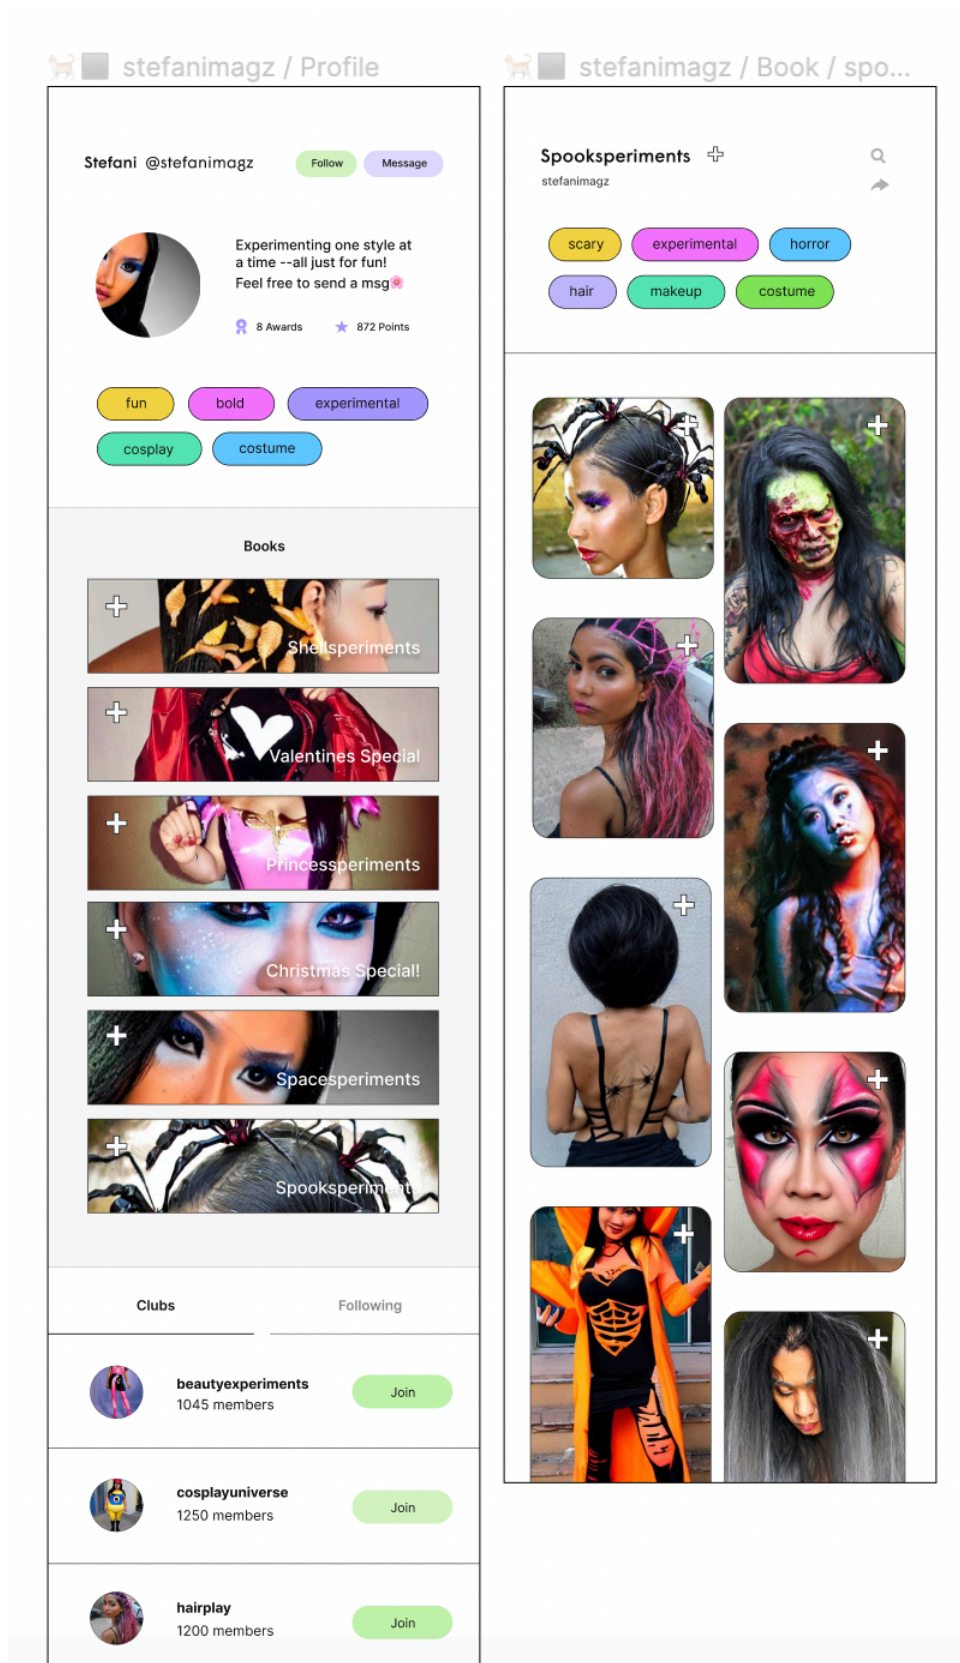 stefanimagz / Profile
Stefani @stefanimagz
Follow
Message
Experimenting one style at
a time --all just for fun!
Feel free to send a msg🌸
8 Awards
872 Points
fun
bold
experimental
cosplay
costume
Books
Shellsperiments
Valentines Special
Princessperiments
Christmas Special!
Spacesperiments
Spooksperiments
Clubs
Following
beautyexperiments
1045 members
Join
cosplayuniverse
1250 members
Join
hairplay
1200 members
Join
stefanimagz / Book / spo...
Spooksperiments
stefanimagz
scary
experimental
horror
hair
makeup
costume